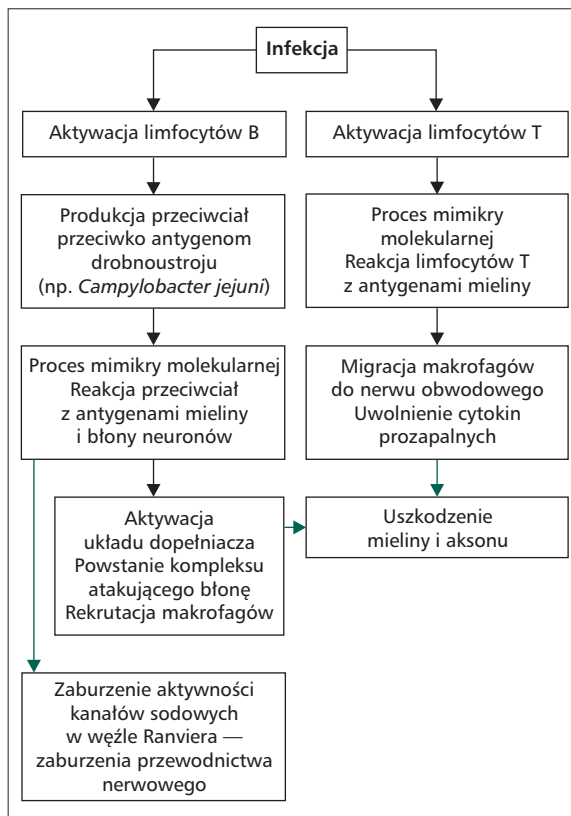 Infekcja
Aktywacja limfocytów B
Aktywacja limfocytów T
Produkcja przeciwciał
przeciwko antygenom
drobnoustroju
(np. Campylobacter jejuni)
Proces mimikry
molekularnej
Reakcja limfocytów T
z antygenami mieliny
Proces mimikry molekularnej
Reakcja przeciwciał
z antygenami mieliny
i błony neuronów
Migracja makrofagów
do nerwu obwodowego
Uwolnienie cytokin
prozapalnych
Aktywacja
układu dopełniacza
Powstanie kompleksu
atakującego błonę
Rekrutacja makrofagów
Uszkodzenie
mieliny i aksonu
Zaburzenie aktywności
kanałów sodowych
w węźle Ranviera —
zaburzenia przewodnictwa
nerwowego